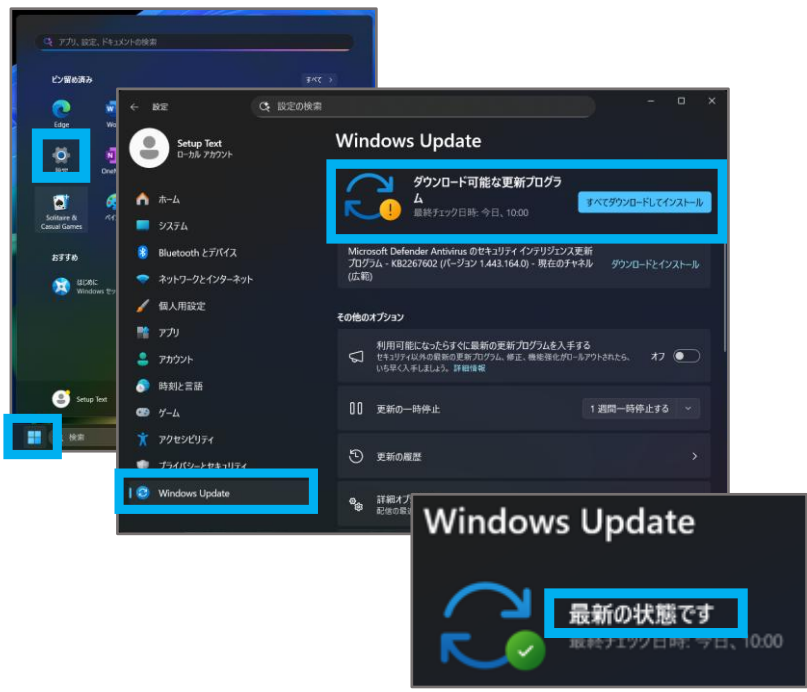 アプリ、設定、ドキュメントの検索
ピン留め済み
すべて
Edge
設定
Solitaire &
Casual Games
おすすめ
はじめに
Setup Text
検索
設定
設定の検索
Setup Text
ローカル アカウント
ホーム
システム
Bluetooth とデバイス
ネットワークとインターネット
個人用設定
アプリ
アカウント
時刻と言語
ゲーム
アクセシビリティ
プライバシーとセキュリティ
Windows Update
Windows Update
ダウンロード可能な更新プログラ
ム
最終チェック日時: 今日、10:00
すべてダウンロードしてインストール
Microsoft Defender Antivirus のセキュリティ インテリジェンス更新
プログラム - KB2267602 (バージョン 1.443.164.0) - 現在のチャネル
(広範)
ダウンロードとインストール
その他のオプション
利用可能になったらすぐに最新の更新プログラムを入手する
セキュリティ以外の最新の更新プログラム、修正、機能強化がロールアウトされたら、
いち早く入手しましょう。 詳細情報
オフ
更新の一時停止
1 週間一時停止する
更新の履歴
詳細オプ
Windows Update
最新の状態です
最終チェック日時: 今日、10:00